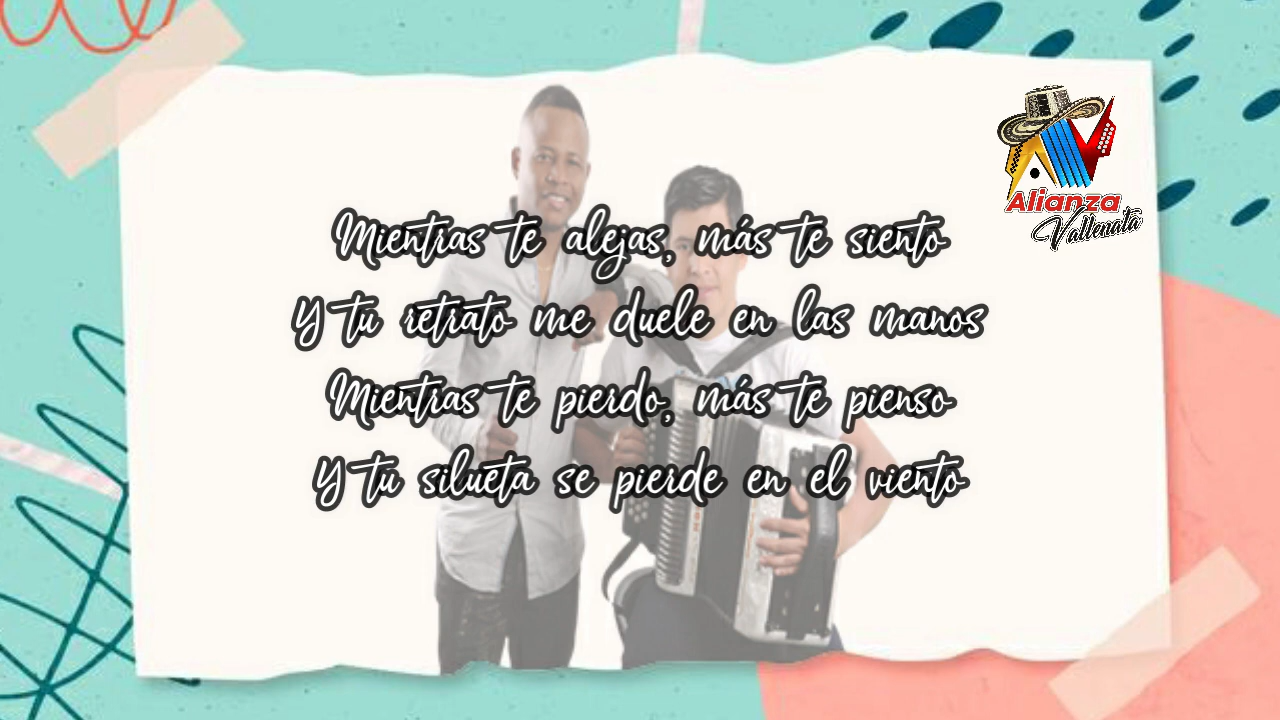 Alianza
Vallenata
Mientras te alejas, más te siento
Y tu retrato me duele en las manos
Mientras te pierdo, más te pienso
Y tu silueta se pierde en el viento